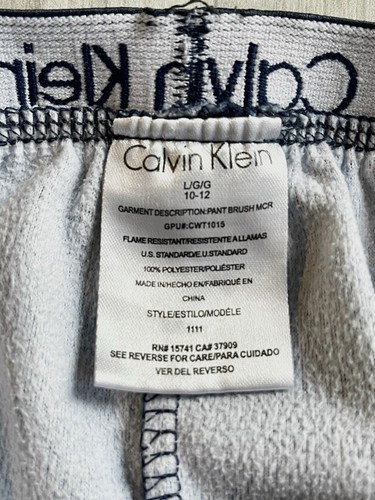 Calvin Klein
Calvin Klein
L/G/G
10-12
GARMENT DESCRIPTION:PANT BRUSH MCR
GPU#:CWT1015
FLAME RESISTANT/RESISTENTE A LLAMAS
U.S. STANDARD/E.U.STANDARD
100% POLYESTER/POLIÉSTER
MADE IN/HECHO EN/FABRIQUÉ EN
CHINA
STYLE/ESTILO/MODÈLE
1111
RN# 15741 CA# 37909
SEE REVERSE FOR CARE/PARA CUIDADO
VER DEL REVERSO